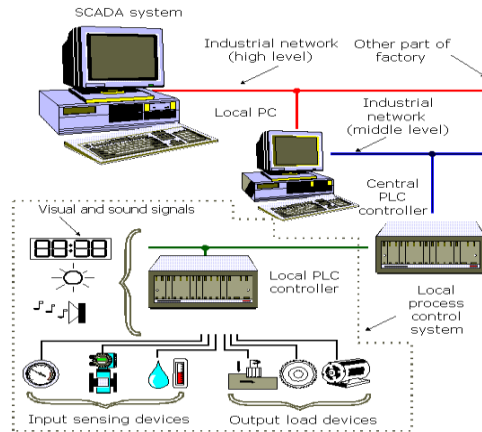 SCADA system
Industrial network
(high level)
Other part of
factory
Local PC
Industrial
network
(middle level)
Central
PLC
controller
Visual and sound signals
88:88
Local PLC
controller
Local
process
control
system
Input sensing devices
Output load devices